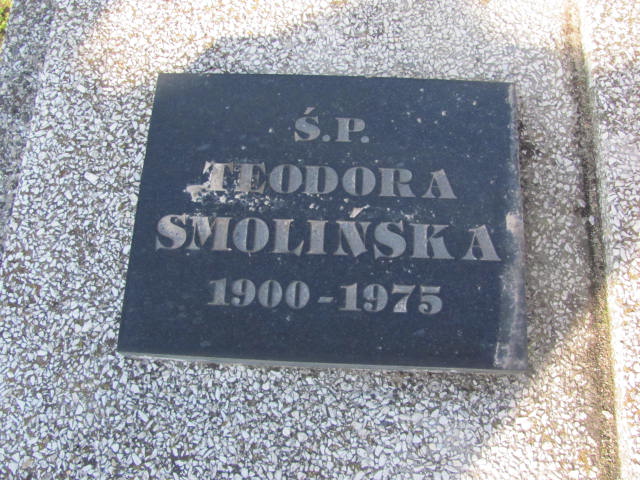 Ś.P.
TEODORA
SMOLIŃSKA
1900-1975